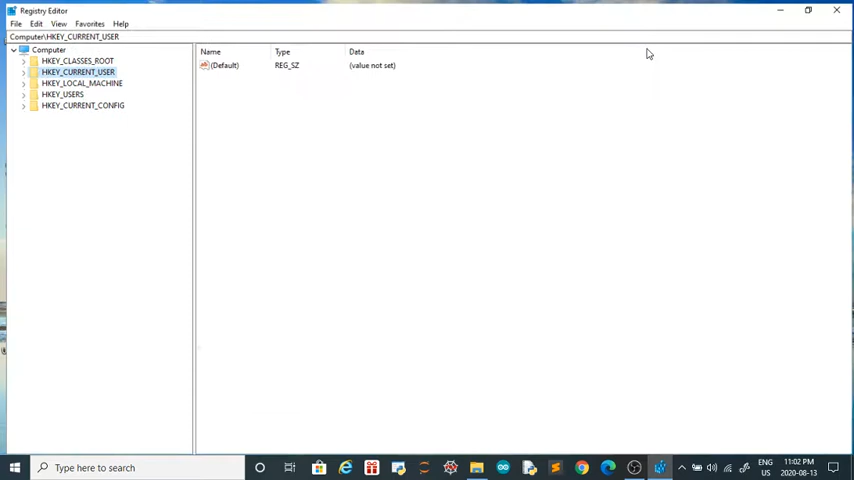 Registry Editor
File Edit View Favorites Help
Computer\HKEY_CURRENT_USER
Computer
HKEY_CLASSES_ROOT
HKEY_CURRENT_USER
HKEY_LOCAL_MACHINE
HKEY_USERS
HKEY_CURRENT_CONFIG
Name Type Data
ab (Default) REG_SZ (value not set)
Type here to search
ENG 11:02 PM
US 2020-08-13